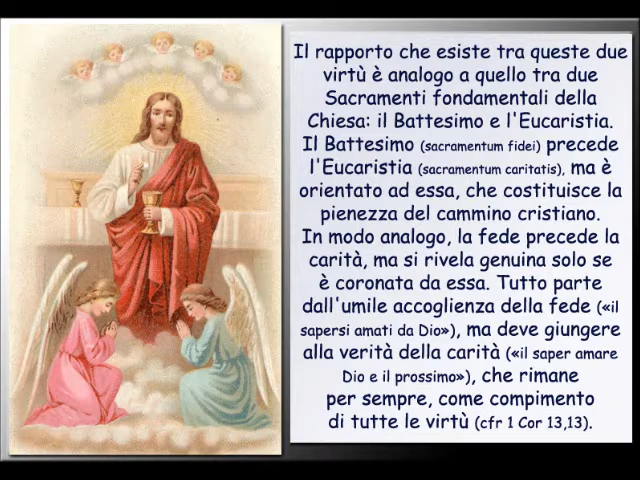 Il rapporto che esiste tra queste due
virtù è analogo a quello tra due
Sacramenti fondamentali della
Chiesa: il Battesimo e l'Eucaristia.
Il Battesimo (sacramentum fidei) precede
l'Eucaristia (sacramentum caritatis), ma è
orientato ad essa, che costituisce la
pienezza del cammino cristiano.
In modo analogo, la fede precede la
carità, ma si rivela genuina solo se
è coronata da essa. Tutto parte
dall'umile accoglienza della fede («il
sapersi amati da Dio»), ma deve giungere
alla verità della carità («il saper amare
Dio e il prossimo»), che rimane
per sempre, come compimento
di tutte le virtù (cfr 1 Cor 13,13).